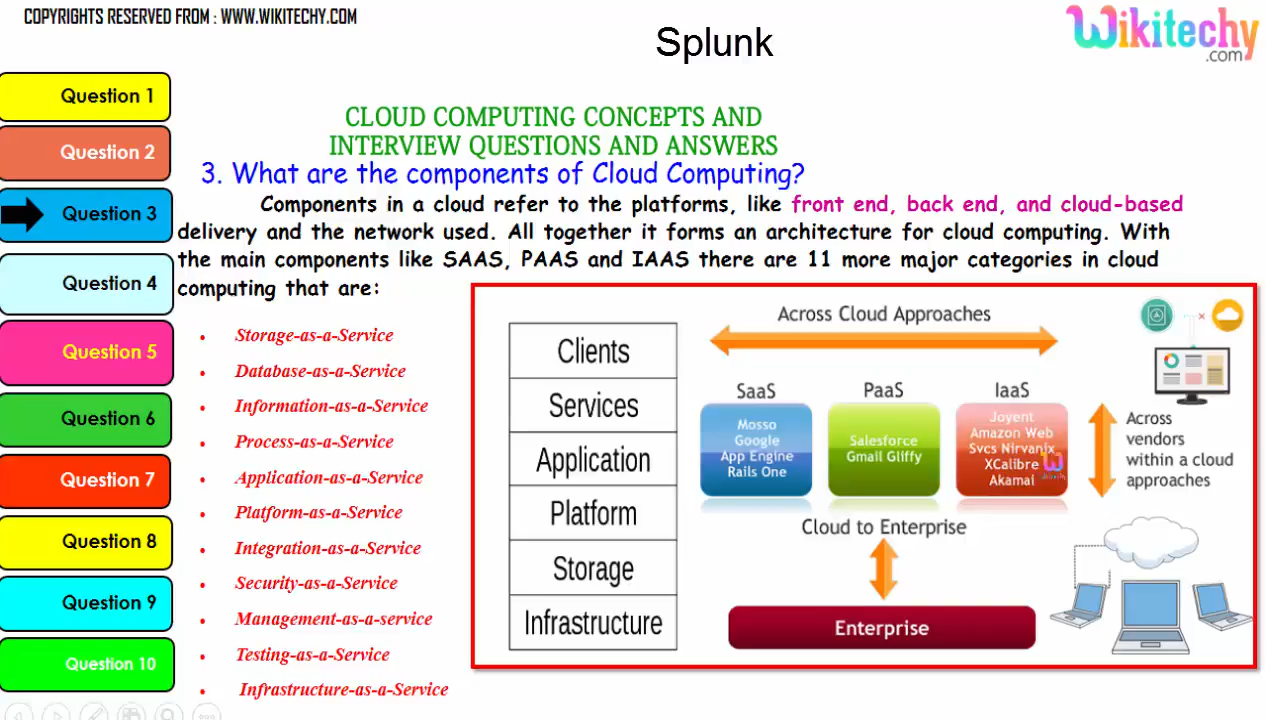 COPYRIGHTS RESERVED FROM : WWW.WIKITECHY.COM
Splunk
Wikitechy
.com
Question 1
Question 2
Question 3
Question 4
Question 5
Question 6
Question 7
Question 8
Question 9
Question 10
CLOUD COMPUTING CONCEPTS AND
INTERVIEW QUESTIONS AND ANSWERS
3. What are the components of Cloud Computing?
Components in a cloud refer to the platforms, like front end, back end, and cloud-based
delivery and the network used. All together it forms an architecture for cloud computing. With
the main components like SAAS, PAAS and IAAS there are 11 more major categories in cloud
computing that are:
• Storage-as-a-Service
• Database-as-a-Service
• Information-as-a-Service
• Process-as-a-Service
• Application-as-a-Service
• Platform-as-a-Service
• Integration-as-a-Service
• Security-as-a-Service
• Management-as-a-service
• Testing-as-a-Service
• Infrastructure-as-a-Service
Clients
Services
Application
Platform
Storage
Infrastructure
Across Cloud Approaches
SaaS
Mosso
Google
App Engine
Rails One
PaaS
Salesforce
Gmail Gliffy
IaaS
Joyent
Amazon Web
Svcs Nirvanix
XCalibre
Akamai
Across
vendors
within a cloud
approaches
Cloud to Enterprise
Enterprise